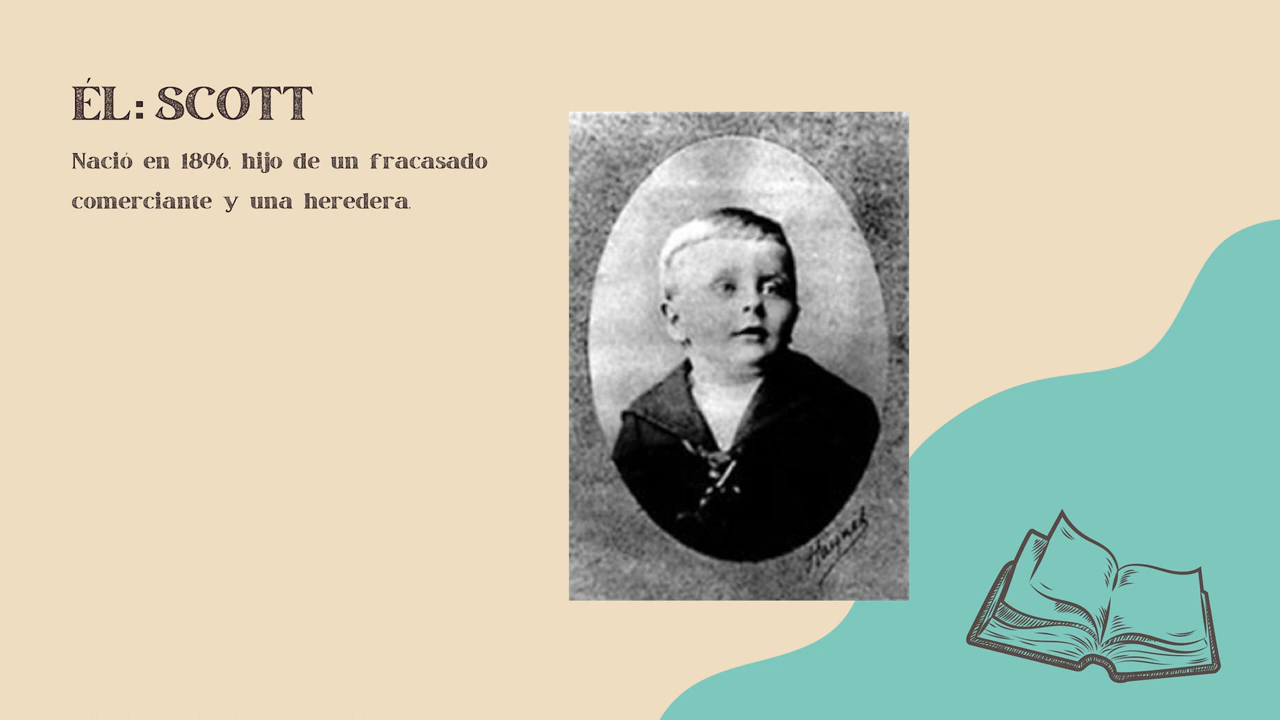 ÉL: SCOTT
Nació en 1896, hijo de un fracasado
comerciante y una heredera.